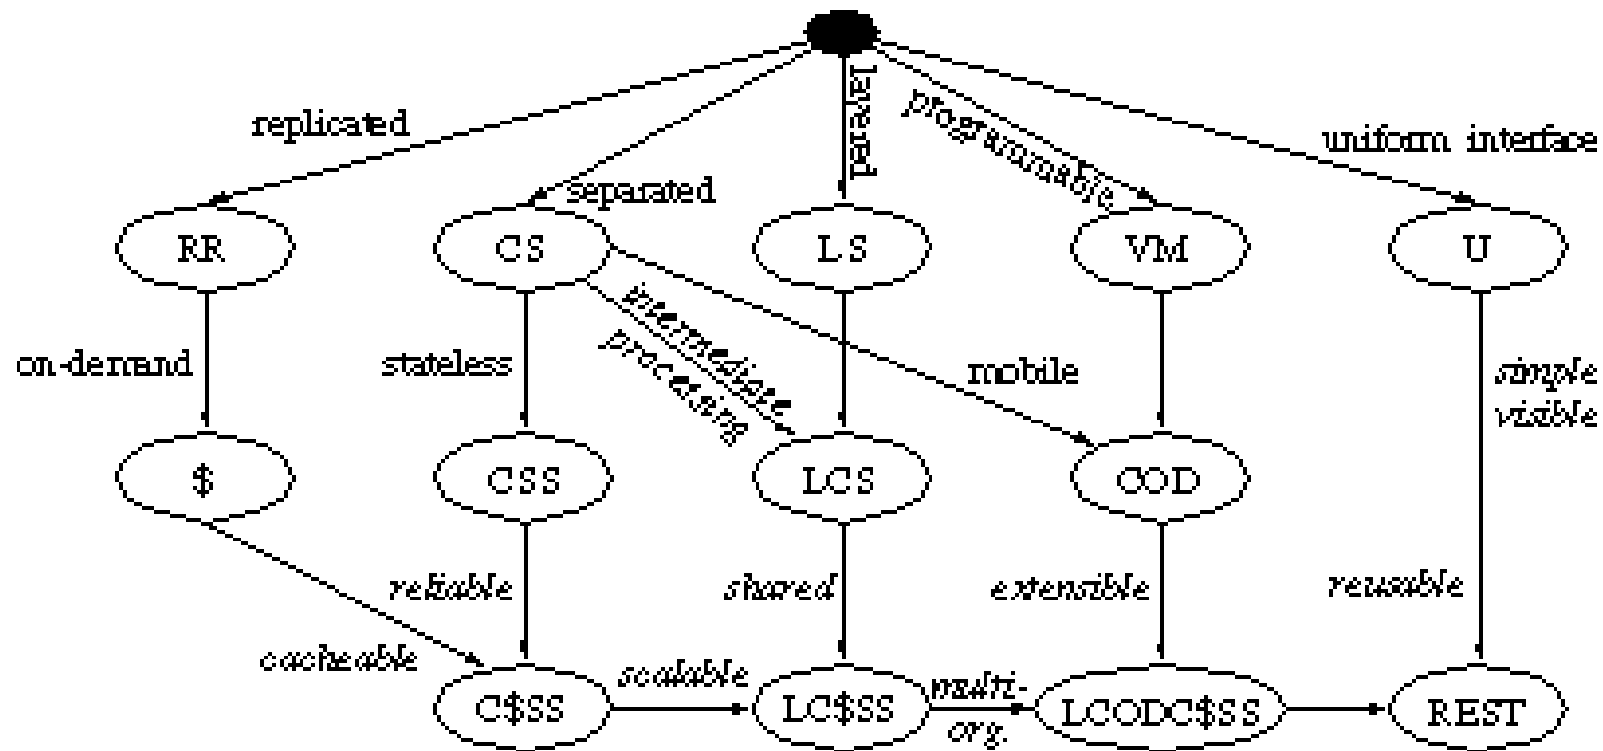 layered
programmable
replicated
uniform interface
separated
RR
CS
LS
VM
U
intermediate
processing
on-demand
stateless
mobile
simple
visible
$
CSS
LCS
COD
reliable
shared
extensible
reusable
cacheable
scalable
multi-
org.
C$SS
LC$SS
LCODC$SS
REST